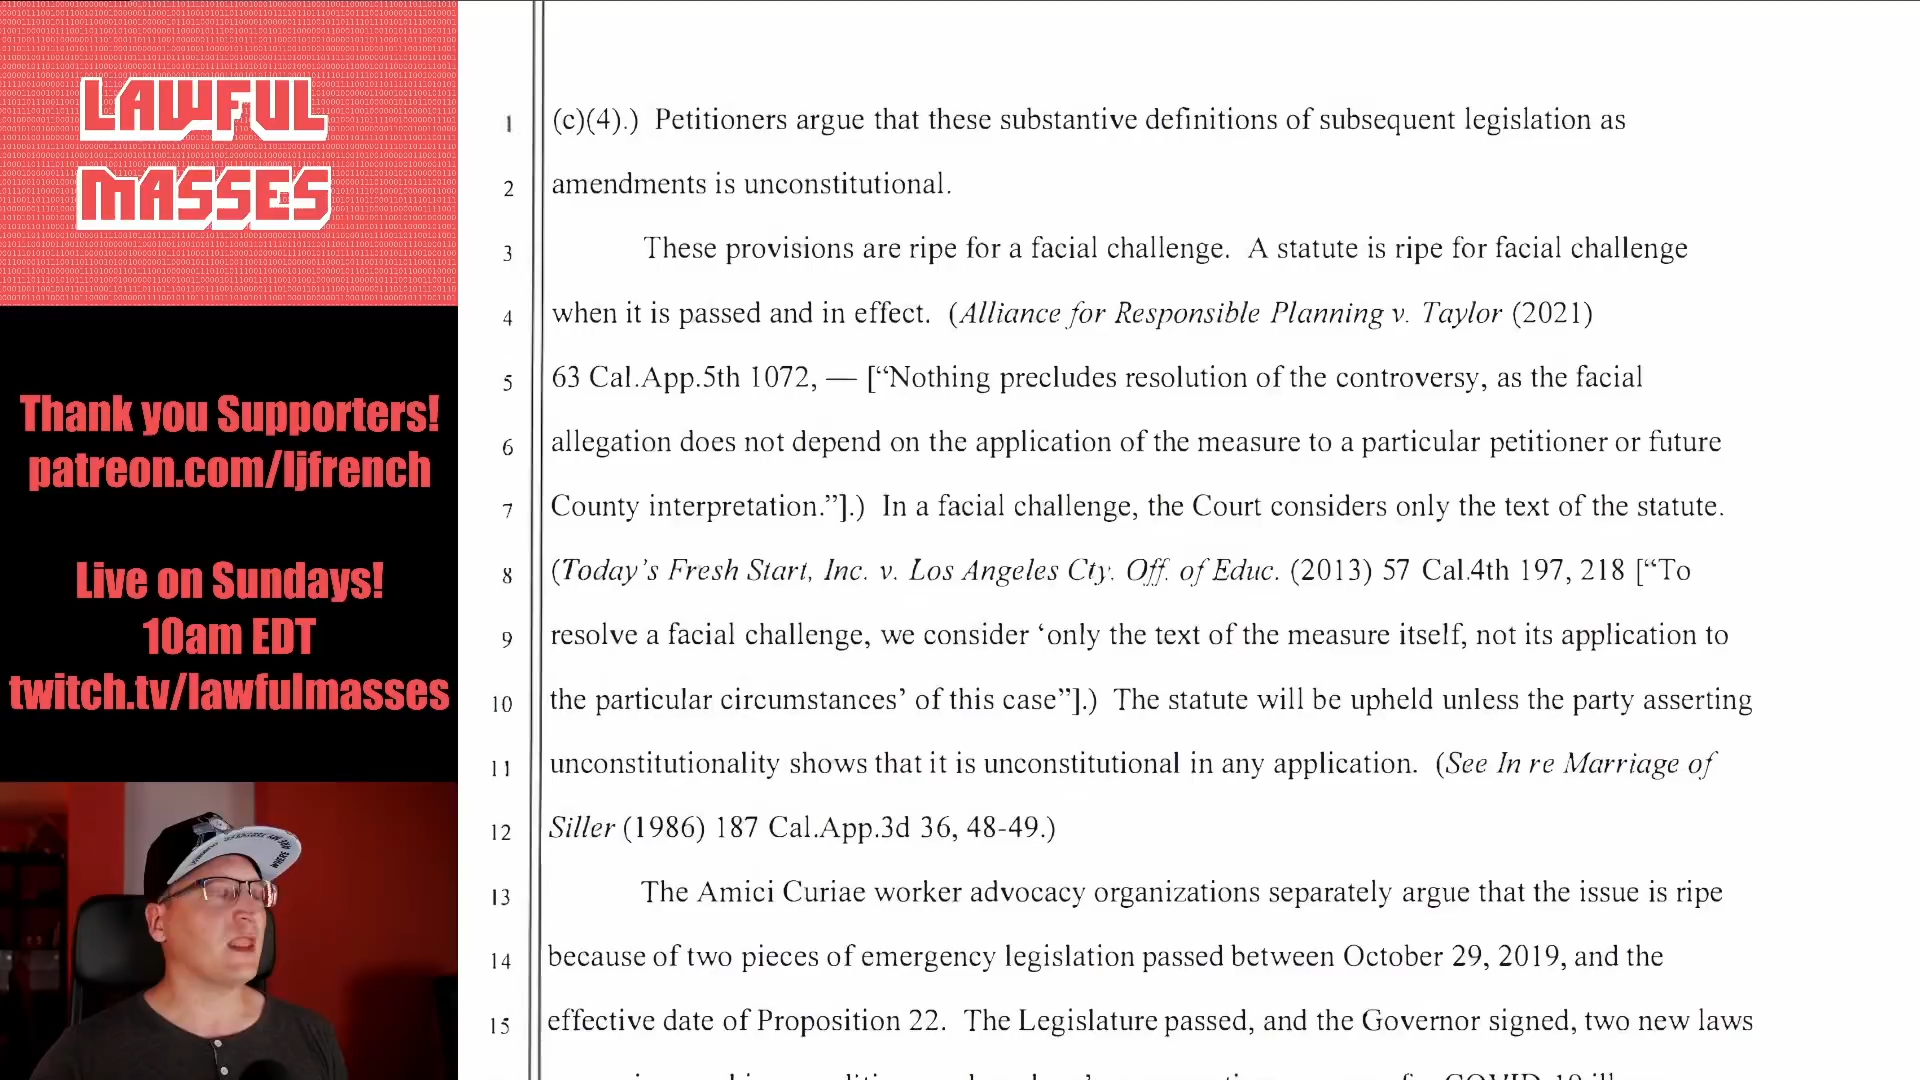 LAWFUL
MASSES
Thank you Supporters!
patreon.com/ljfrench
Live on Sundays!
10am EDT
twitch.tv/lawfulmasses
1 (c)(4).) Petitioners argue that these substantive definitions of subsequent legislation as
2 amendments is unconstitutional.
3 These provisions are ripe for a facial challenge. A statute is ripe for facial challenge
4 when it is passed and in effect. (Alliance for Responsible Planning v. Taylor (2021)
5 63 Cal.App.5th 1072, — [“Nothing precludes resolution of the controversy, as the facial
6 allegation does not depend on the application of the measure to a particular petitioner or future
7 County interpretation.”].) In a facial challenge, the Court considers only the text of the statute.
8 (Today’s Fresh Start, Inc. v. Los Angeles Cty. Off. of Educ. (2013) 57 Cal.4th 197, 218 [“To
9 resolve a facial challenge, we consider ‘only the text of the measure itself, not its application to
10 the particular circumstances’ of this case”].) The statute will be upheld unless the party asserting
11 unconstitutionality shows that it is unconstitutional in any application. (See In re Marriage of
12 Siller (1986) 187 Cal.App.3d 36, 48-49.)
13 The Amici Curiae worker advocacy organizations separately argue that the issue is ripe
14 because of two pieces of emergency legislation passed between October 29, 2019, and the
15 effective date of Proposition 22. The Legislature passed, and the Governor signed, two new laws